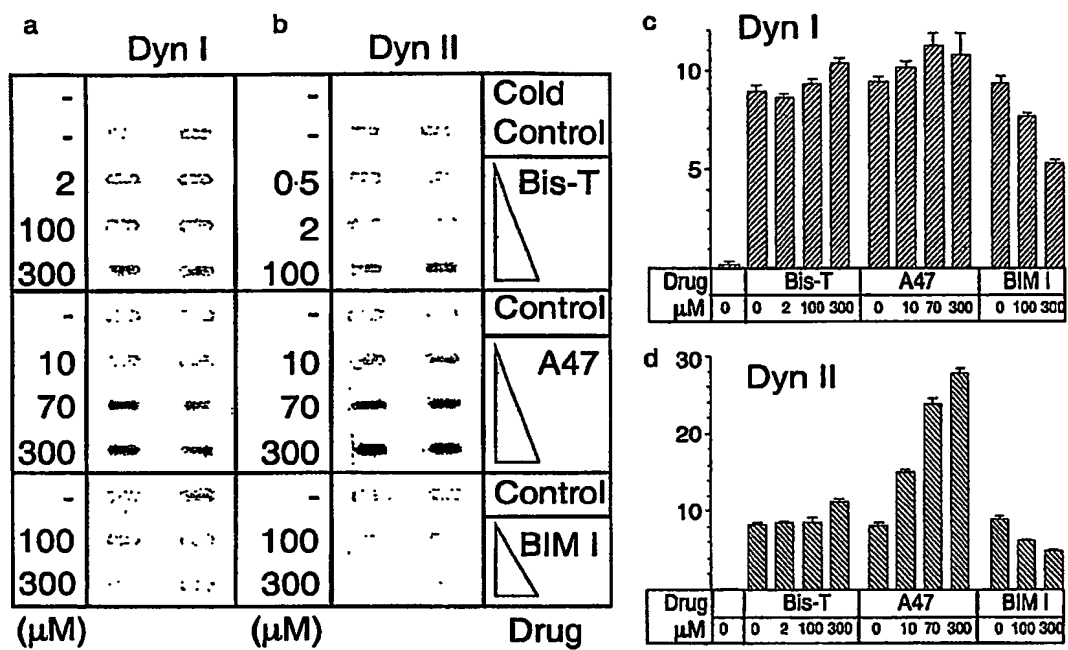 a
b
Dyn I
Dyn II
- - Cold
- - Control
2 0·5 Bis-T
100 2
300 100
- - Control
10 10 A47
70 70
300 300
- - Control
100 100 BIM I
300 300
(μM) (μM) Drug
c
Dyn I
10
5
Drug Bis-T A47 BIM I
μM 0 0 2 100 300 0 10 70 300 0 100 300
d
Dyn II
30
20
10
Drug Bis-T A47 BIM I
μM 0 0 2 100 300 0 10 70 300 0 100 300